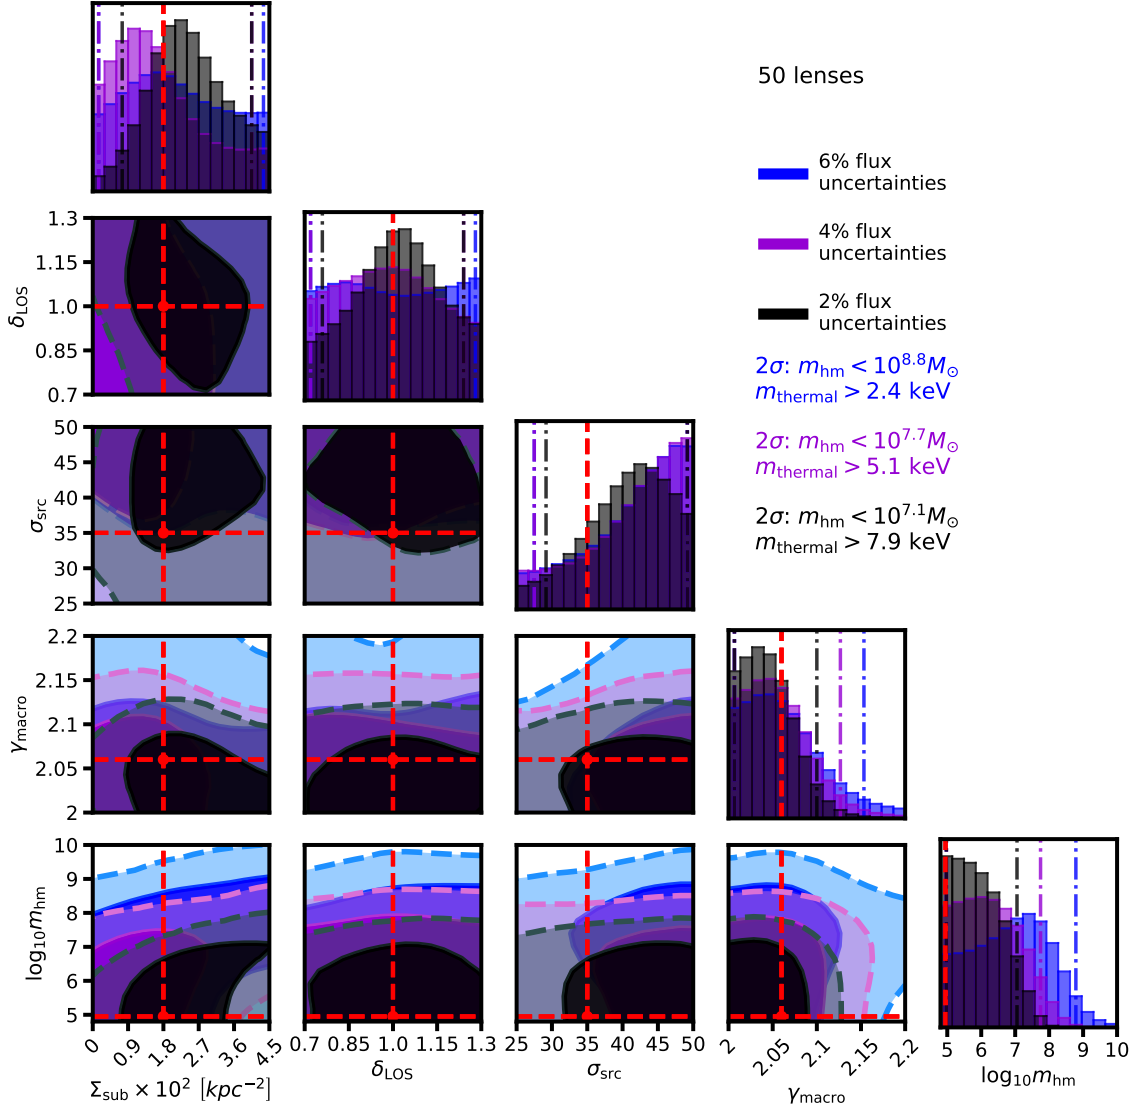 50 lenses
6% flux
uncertainties
4% flux
uncertainties
2% flux
uncertainties
2σ: m_hm < 10^8.8 M_⊙
m_thermal > 2.4 keV
2σ: m_hm < 10^7.7 M_⊙
m_thermal > 5.1 keV
2σ: m_hm < 10^7.1 M_⊙
m_thermal > 7.9 keV
δ_LOS
1.3
1.15
1.0
0.85
0.7
σ_src
50
45
40
35
30
25
γ_macro
2.2
2.15
2.1
2.05
2
log₁₀m_hm
10
9
8
7
6
5
0 0.9 1.8 2.7 3.6 4.5
Σ_sub × 10² [kpc⁻²]
0.7 0.85 1.0 1.15 1.3
δ_LOS
25 30 35 40 45 50
σ_src
2 2.05 2.1 2.15 2.2
γ_macro
5 6 7 8 9 10
log₁₀m_hm